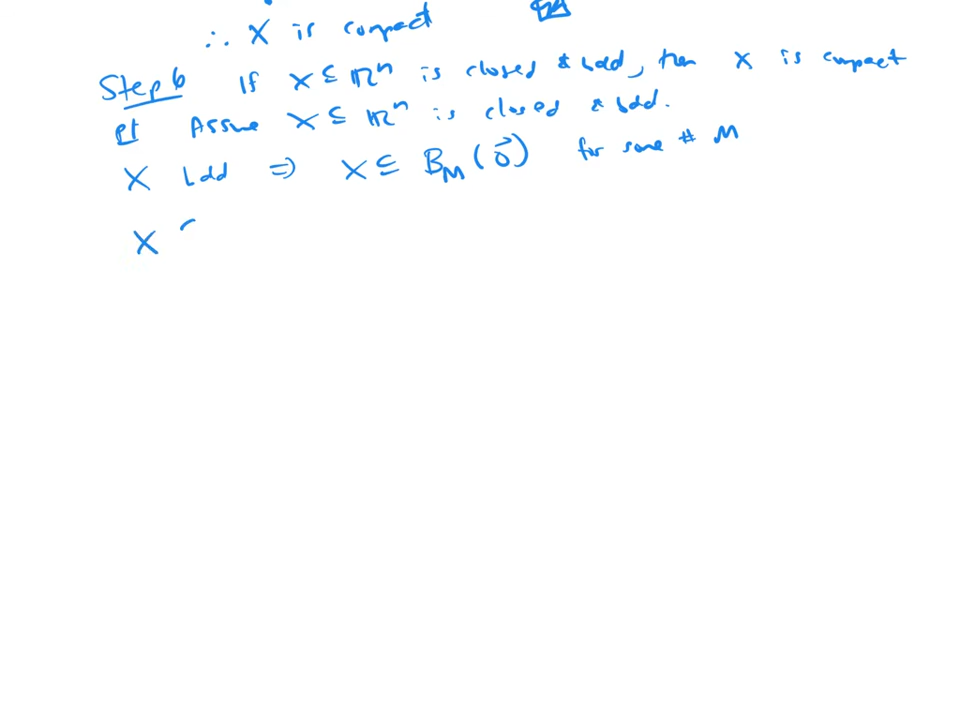 ∴ X is compact
Step 6 If X ⊆ ℝⁿ is closed & bdd, then X is compact
Pf Assume X ⊆ ℝⁿ is closed & bdd.
X bdd ⇒ X ⊆ B_M(0⃗) for some # M
X